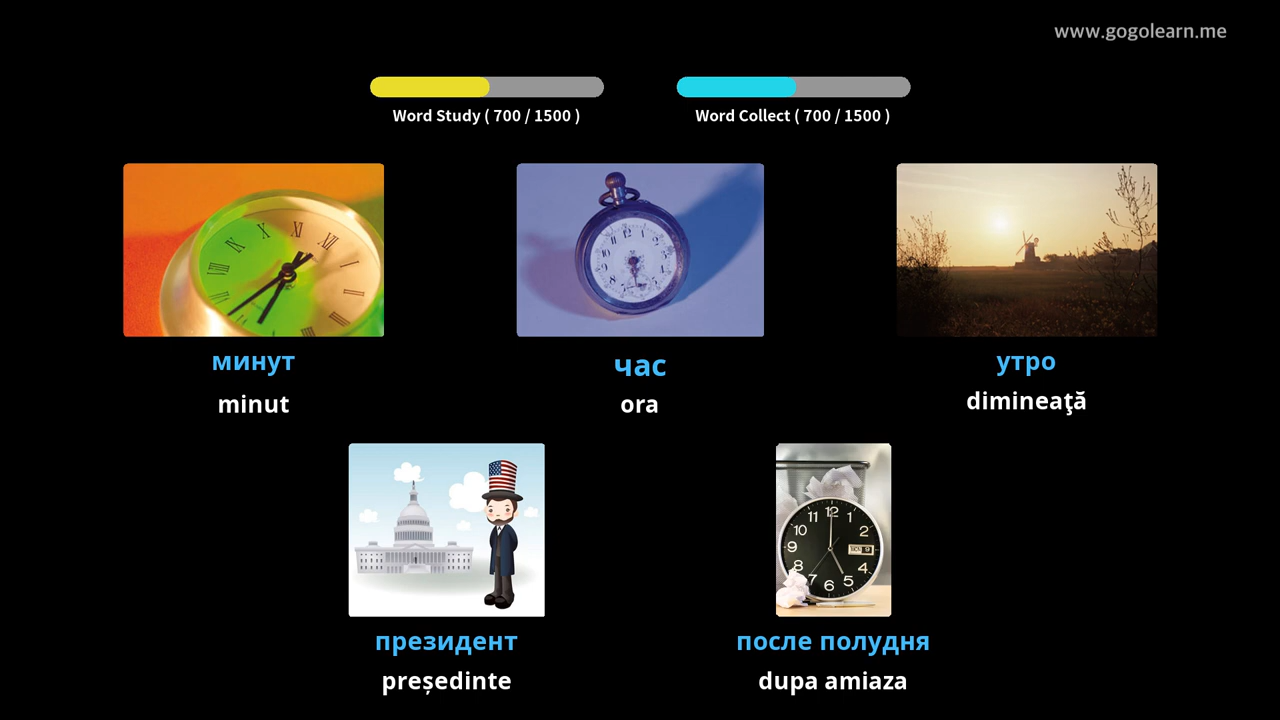 www.gogolearn.me
Word Study ( 700 / 1500 )
Word Collect ( 700 / 1500 )
минут
час
утро
minut
ora
dimineaţă
президент
после полудня
președinte
dupa amiaza